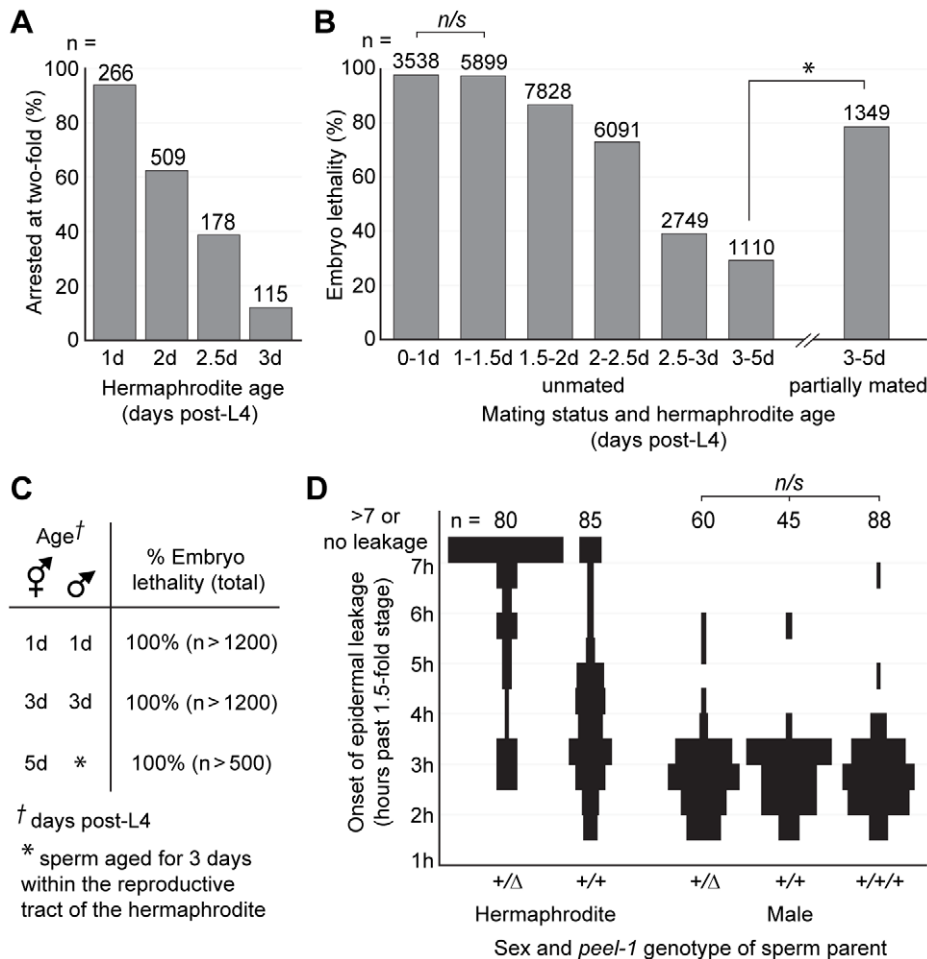 A
n =
Arrested at two-fold (%)
100
80
60
40
20
0
266
509
178
115
1d 2d 2.5d 3d
Hermaphrodite age
(days post-L4)
B
n =
n/s
*
Embryo lethality (%)
100
80
60
40
20
0
3538 5899 7828 6091 2749 1110 1349
0-1d 1-1.5d 1.5-2d 2-2.5d 2.5-3d 3-5d 3-5d
unmated partially mated
Mating status and hermaphrodite age
(days post-L4)
C
Age†
⚥ ♂
% Embryo
lethality (total)
1d 1d 100% (n > 1200)
3d 3d 100% (n > 1200)
5d * 100% (n > 500)
† days post-L4
* sperm aged for 3 days
within the reproductive
tract of the hermaphrodite
D
n/s
n = 80 85 60 45 88
Onset of epidermal leakage
(hours past 1.5-fold stage)
>7 or
no leakage
7h
6h
5h
4h
3h
2h
1h
+/Δ +/+ +/Δ +/+ +/+/+
Hermaphrodite Male
Sex and peel-1 genotype of sperm parent